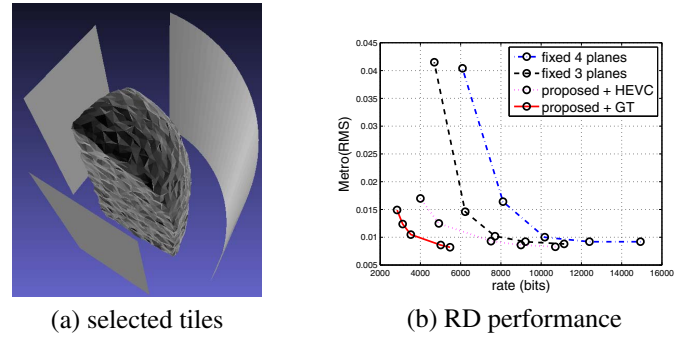 0.045
0.04
0.035
0.03
0.025
0.02
0.015
0.01
0.005
Metro(RMS)
fixed 4 planes
fixed 3 planes
proposed + HEVC
proposed + GT
2000 4000 6000 8000 10000 12000 14000 16000
rate (bits)
(a) selected tiles
(b) RD performance